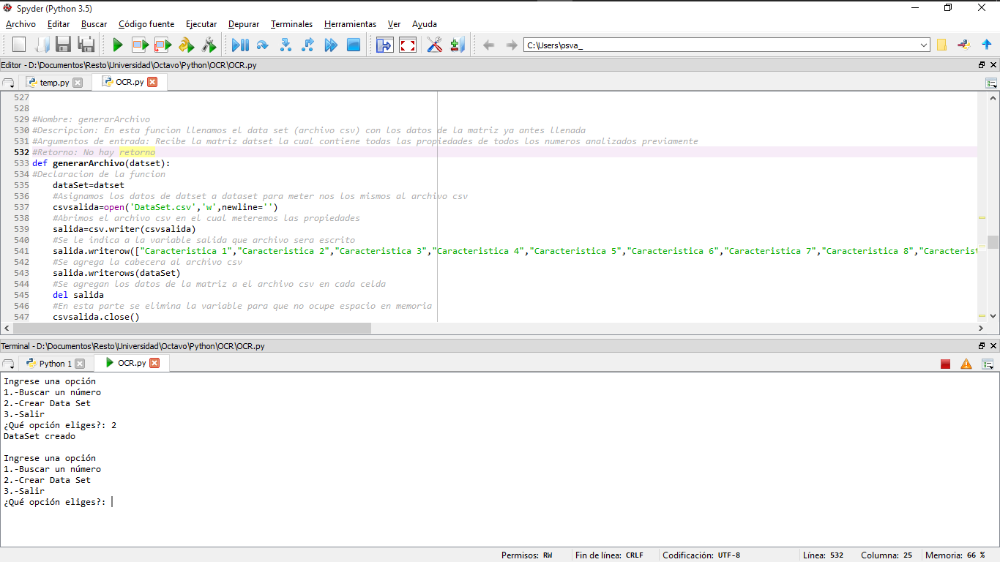 Spyder (Python 3.5)
Archivo Editar Buscar Código fuente Ejecutar Depurar Terminales Herramientas Ver Ayuda
C:\Users\osva_
Editor - D:\Documentos\Resto\Universidad\Octavo\Python\OCR\OCR.py
temp.py OCR.py
527
528
529 #Nombre: generarArchivo
530 #Descripcion: En esta funcion llenamos el data set (archivo csv) con los datos de la matriz ya antes llenada
531 #Argumentos de entrada: Recibe la matriz datset la cual contiene todas las propiedades de todos los numeros analizados previamente
532 #Retorno: No hay retorno
533 def generarArchivo(datset):
534 #Declaracion de la funcion
535 dataSet=datset
536 #Asignamos los datos de datset a dataset para meter nos los mismos al archivo csv
537 csvsalida=open('DataSet.csv','w',newline='')
538 #Abrimos el archivo csv en el cual meteremos las propiedades
539 salida=csv.writer(csvsalida)
540 #Se le indica a la variable salida que archivo sera escrito
541 salida.writerow(["Caracteristica 1","Caracteristica 2","Caracteristica 3","Caracteristica 4","Caracteristica 5","Caracteristica 6","Caracteristica 7","Caracteristica 8","Caracterist
542 #Se agrega la cabecera al archivo csv
543 salida.writerows(dataSet)
544 #Se agregan los datos de la matriz a el archivo csv en cada celda
545 del salida
546 #En esta parte se elimina la variable para que no ocupe espacio en memoria
547 csvsalida.close()
Terminal - D:\Documentos\Resto\Universidad\Octavo\Python\OCR\OCR.py
Python 1 OCR.py
Ingrese una opción
1.-Buscar un número
2.-Crear Data Set
3.-Salir
¿Qué opción eliges?: 2
DataSet creado
Ingrese una opción
1.-Buscar un número
2.-Crear Data Set
3.-Salir
¿Qué opción eliges?:
Permisos: RW Fin de línea: CRLF Codificación: UTF-8 Línea: 532 Columna: 25 Memoria: 66 %